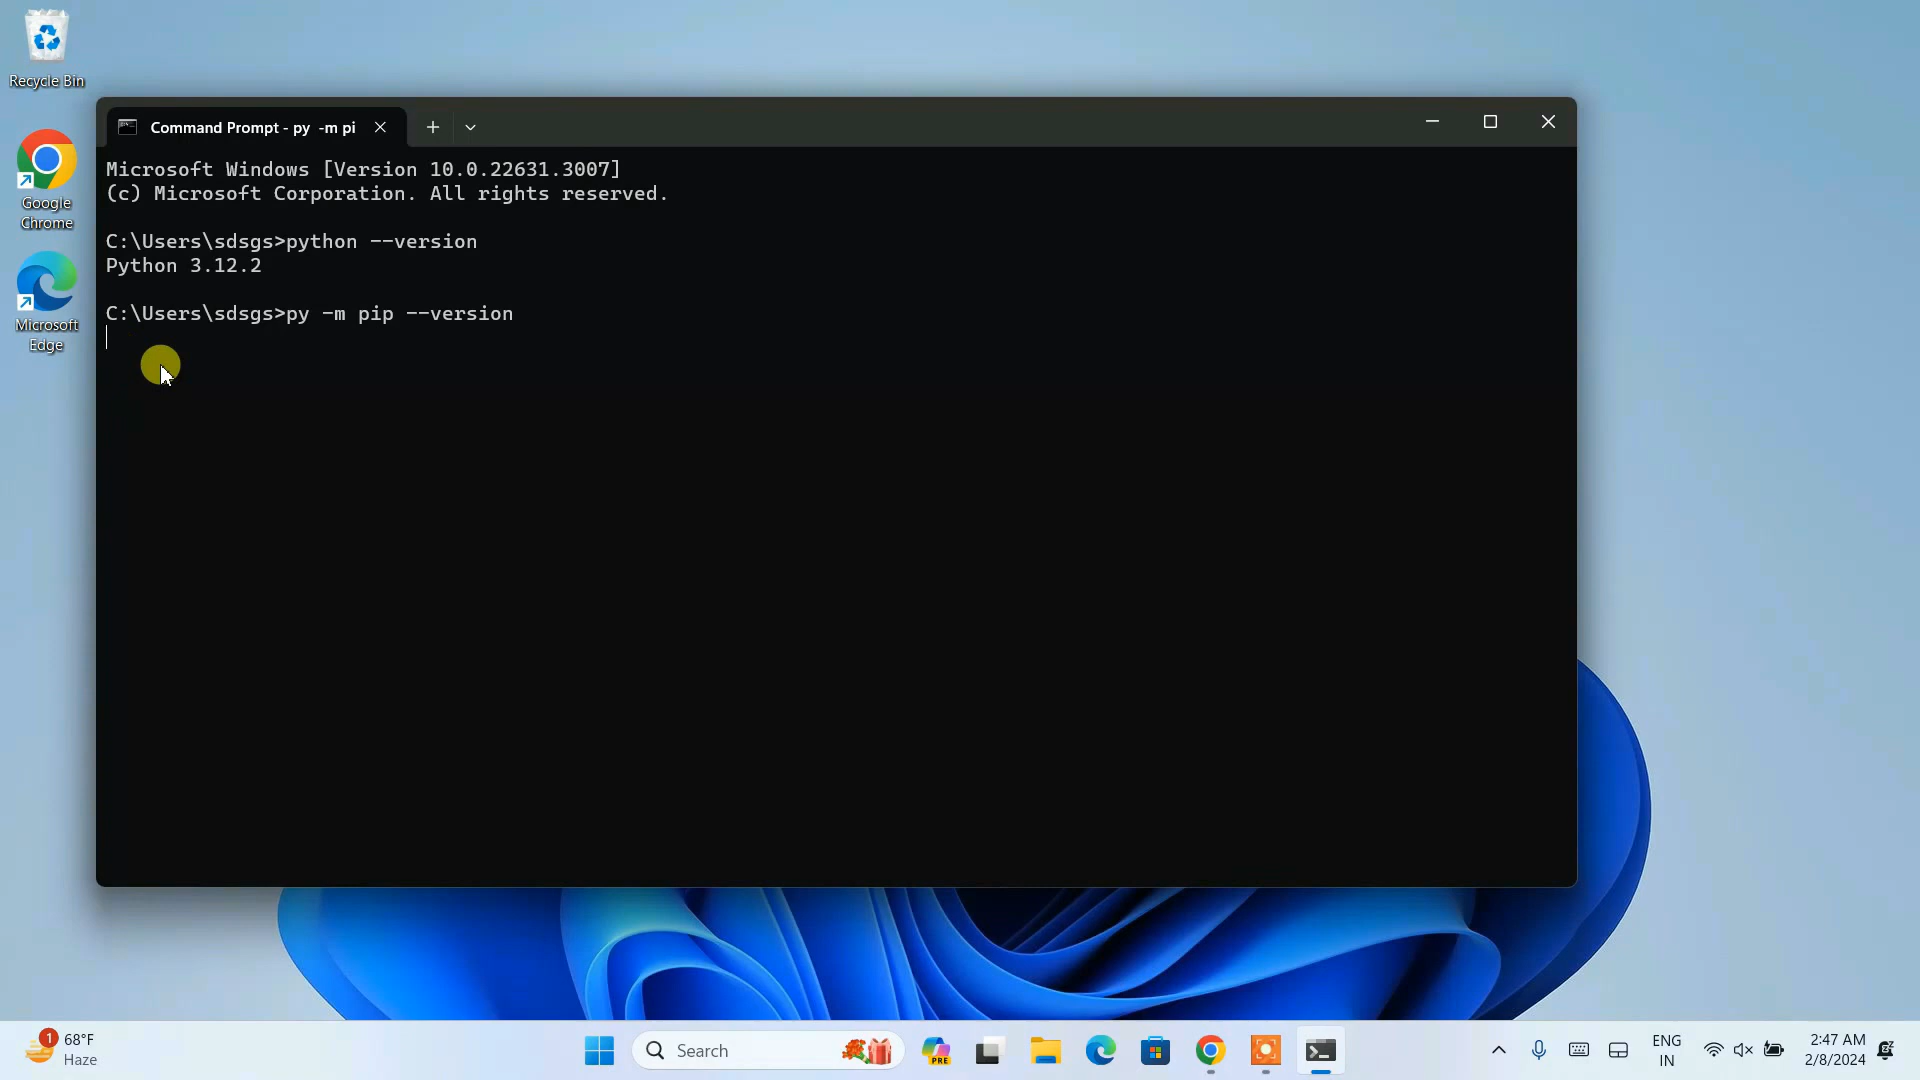 Recycle Bin
Google
Chrome
Microsoft
Edge
Command Prompt - py  -m pi
Microsoft Windows [Version 10.0.22631.3007]
(c) Microsoft Corporation. All rights reserved.
C:\Users\sdsgs>python --version
Python 3.12.2
C:\Users\sdsgs>py -m pip --version
1
68°F
Haze
Search
PRE
ENG
IN
2:47 AM
2/8/2024